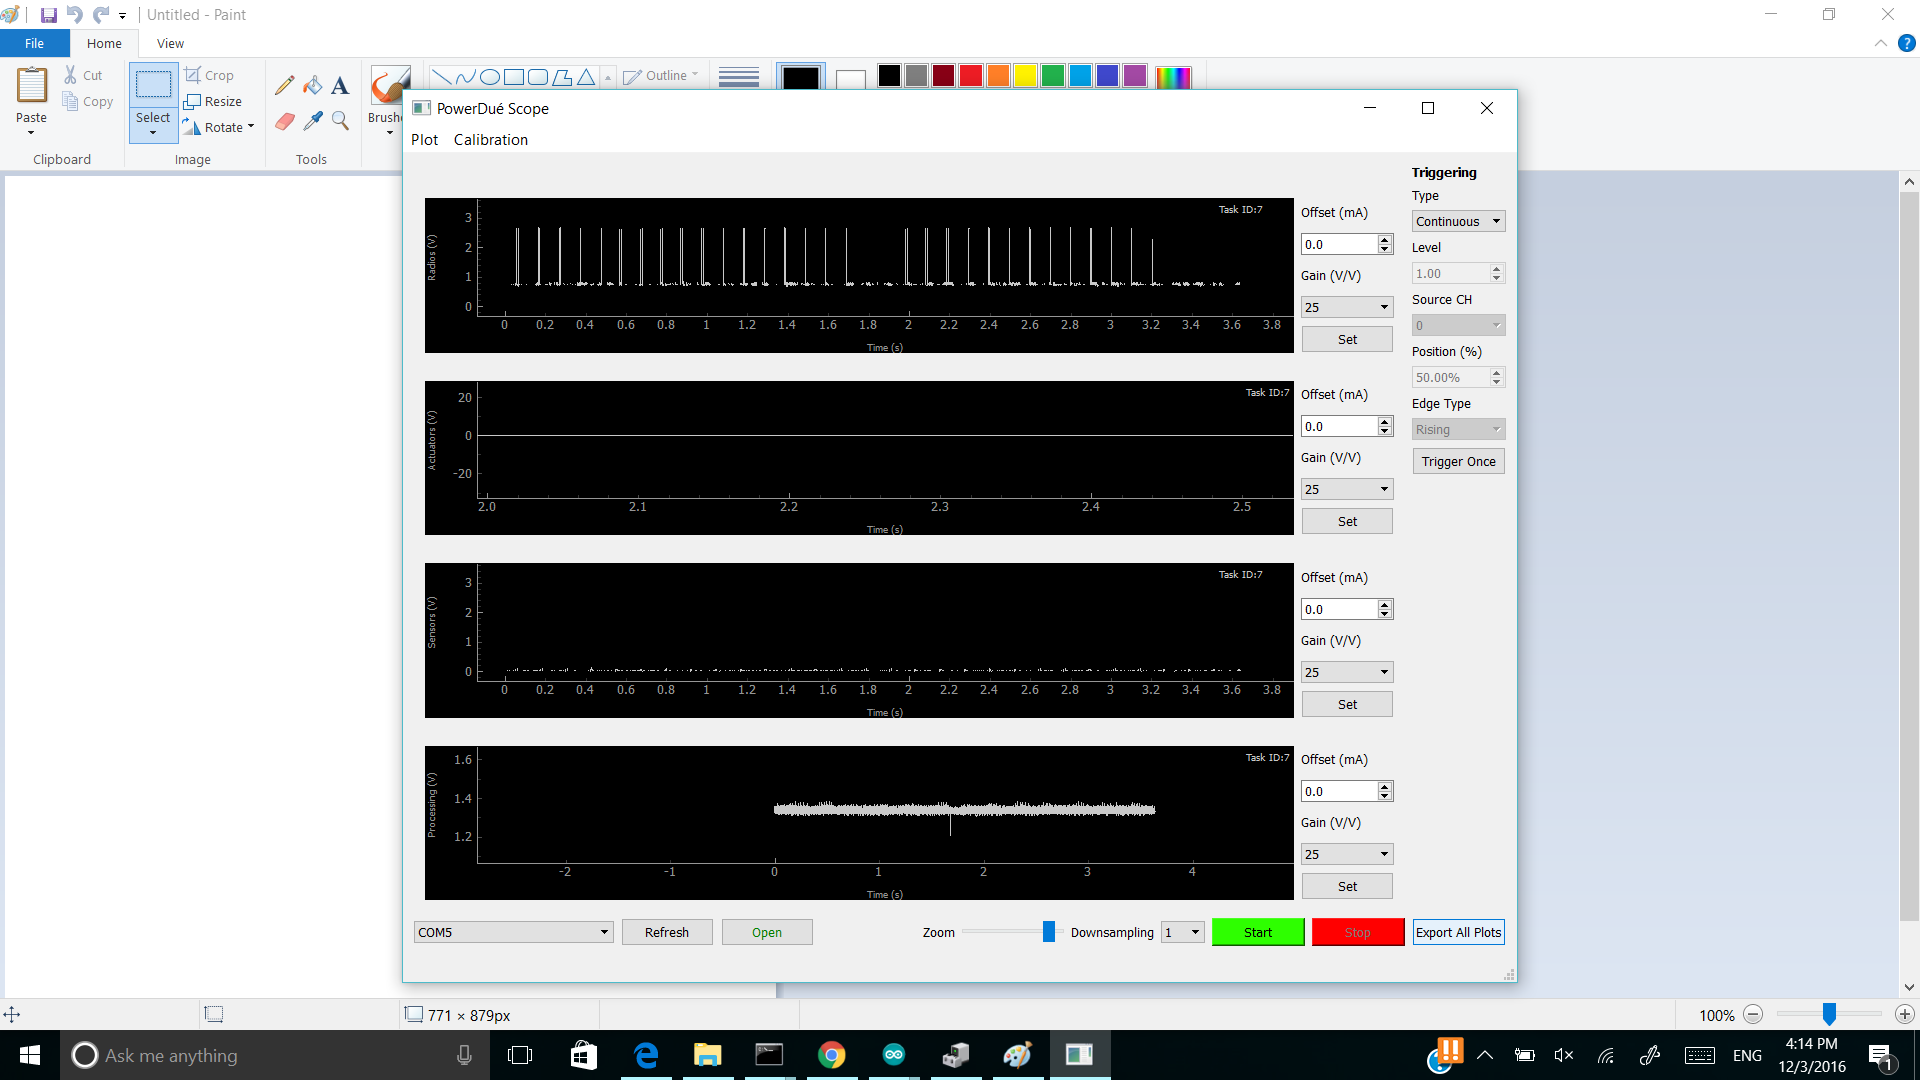 Untitled - Paint
File Home View
Paste Cut Copy Clipboard
Select Crop Resize Rotate Image
Tools
Outline
PowerDué Scope
Plot Calibration
Task ID:7
Radios (V)
3
2
1
0
0 0.2 0.4 0.6 0.8 1 1.2 1.4 1.6 1.8 2 2.2 2.4 2.6 2.8 3 3.2 3.4 3.6 3.8
Time (s)
Offset (mA)
0.0
Gain (V/V)
25
Set
Task ID:7
Actuators (V)
20
0
-20
2.0 2.1 2.2 2.3 2.4 2.5
Time (s)
Offset (mA)
0.0
Gain (V/V)
25
Set
Task ID:7
Sensors (V)
3
2
1
0
0 0.2 0.4 0.6 0.8 1 1.2 1.4 1.6 1.8 2 2.2 2.4 2.6 2.8 3 3.2 3.4 3.6 3.8
Time (s)
Offset (mA)
0.0
Gain (V/V)
25
Set
Task ID:7
Processing (V)
1.6
1.4
1.2
-2 -1 0 1 2 3 4
Time (s)
Offset (mA)
0.0
Gain (V/V)
25
Set
Triggering
Type
Continuous
Level
1.00
Source CH
0
Position (%)
50.00%
Edge Type
Rising
Trigger Once
COM5 Refresh Open Zoom Downsampling 1 Start Stop Export All Plots
771 × 879px 100%
Ask me anything
ENG
4:14 PM
12/3/2016
1